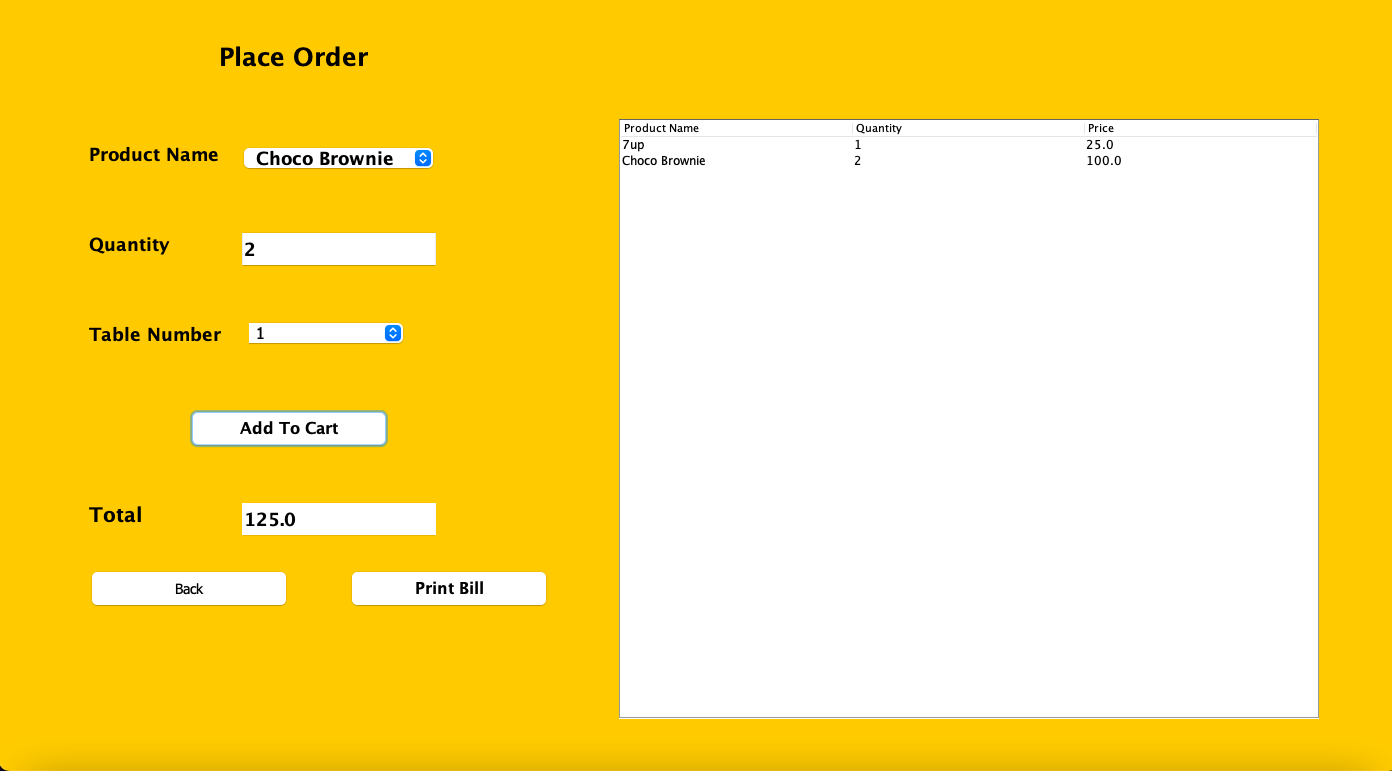 Place Order
Product Name
Choco Brownie
Quantity
2
Table Number
1
Add To Cart
Total
125.0
Back
Print Bill
Product Name Quantity Price
7up 1 25.0
Choco Brownie 2 100.0